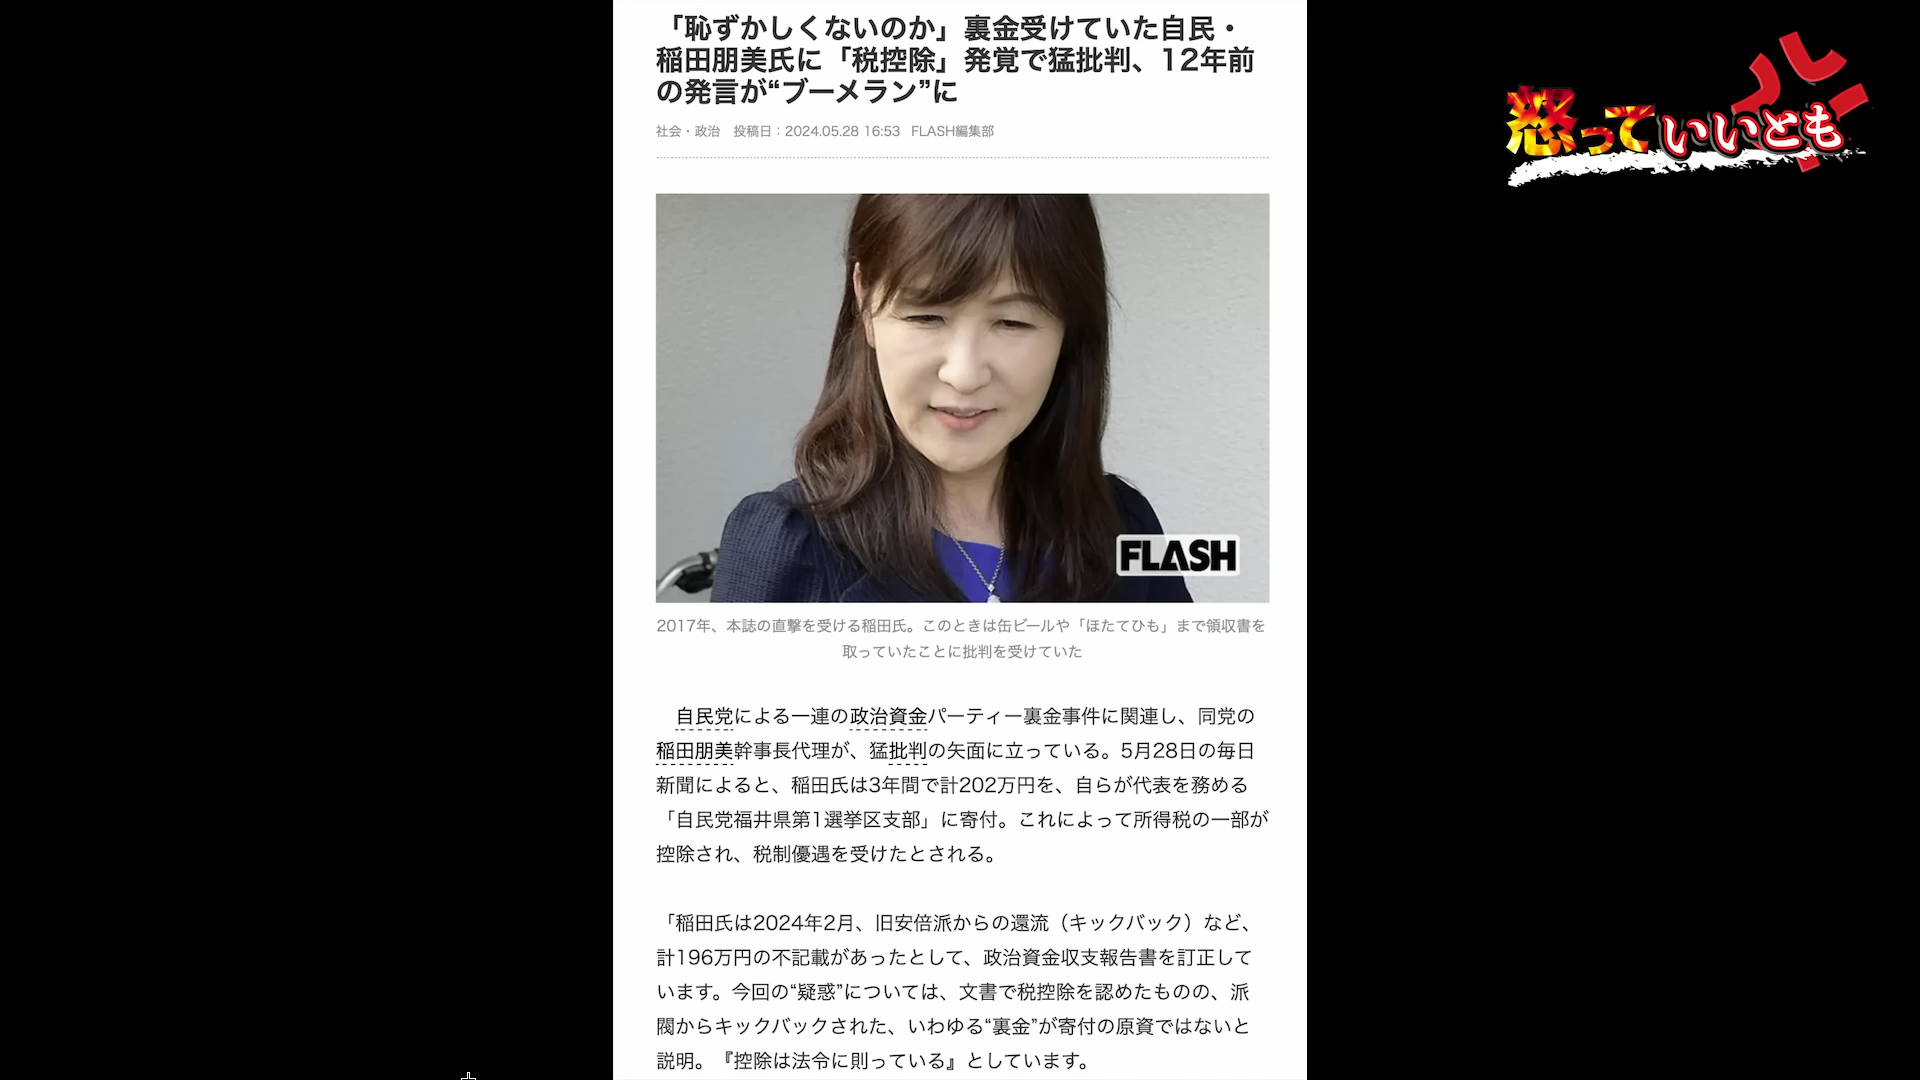 「恥ずかしくないのか」裏金受けていた自民・
稲田朋美氏に「税控除」発覚で猛批判、12年前
の発言が“ブーメラン”に
社会・政治 投稿日：2024.05.28 16:53 FLASH編集部
怒っていいとも
FLASH
2017年、本誌の直撃を受ける稲田氏。このときは缶ビールや「ほたてひも」まで領収書を
取っていたことに批判を受けていた
自民党による一連の政治資金パーティー裏金事件に関連し、同党の
稲田朋美幹事長代理が、猛批判の矢面に立っている。5月28日の毎日
新聞によると、稲田氏は3年間で計202万円を、自らが代表を務める
「自民党福井県第1選挙区支部」に寄付。これによって所得税の一部が
控除され、税制優遇を受けたとされる。
「稲田氏は2024年2月、旧安倍派からの還流（キックバック）など、
計196万円の不記載があったとして、政治資金収支報告書を訂正して
います。今回の“疑惑”については、文書で税控除を認めたものの、派
閥からキックバックされた、いわゆる“裏金”が寄付の原資ではないと
説明。『控除は法令に則っている』としています。